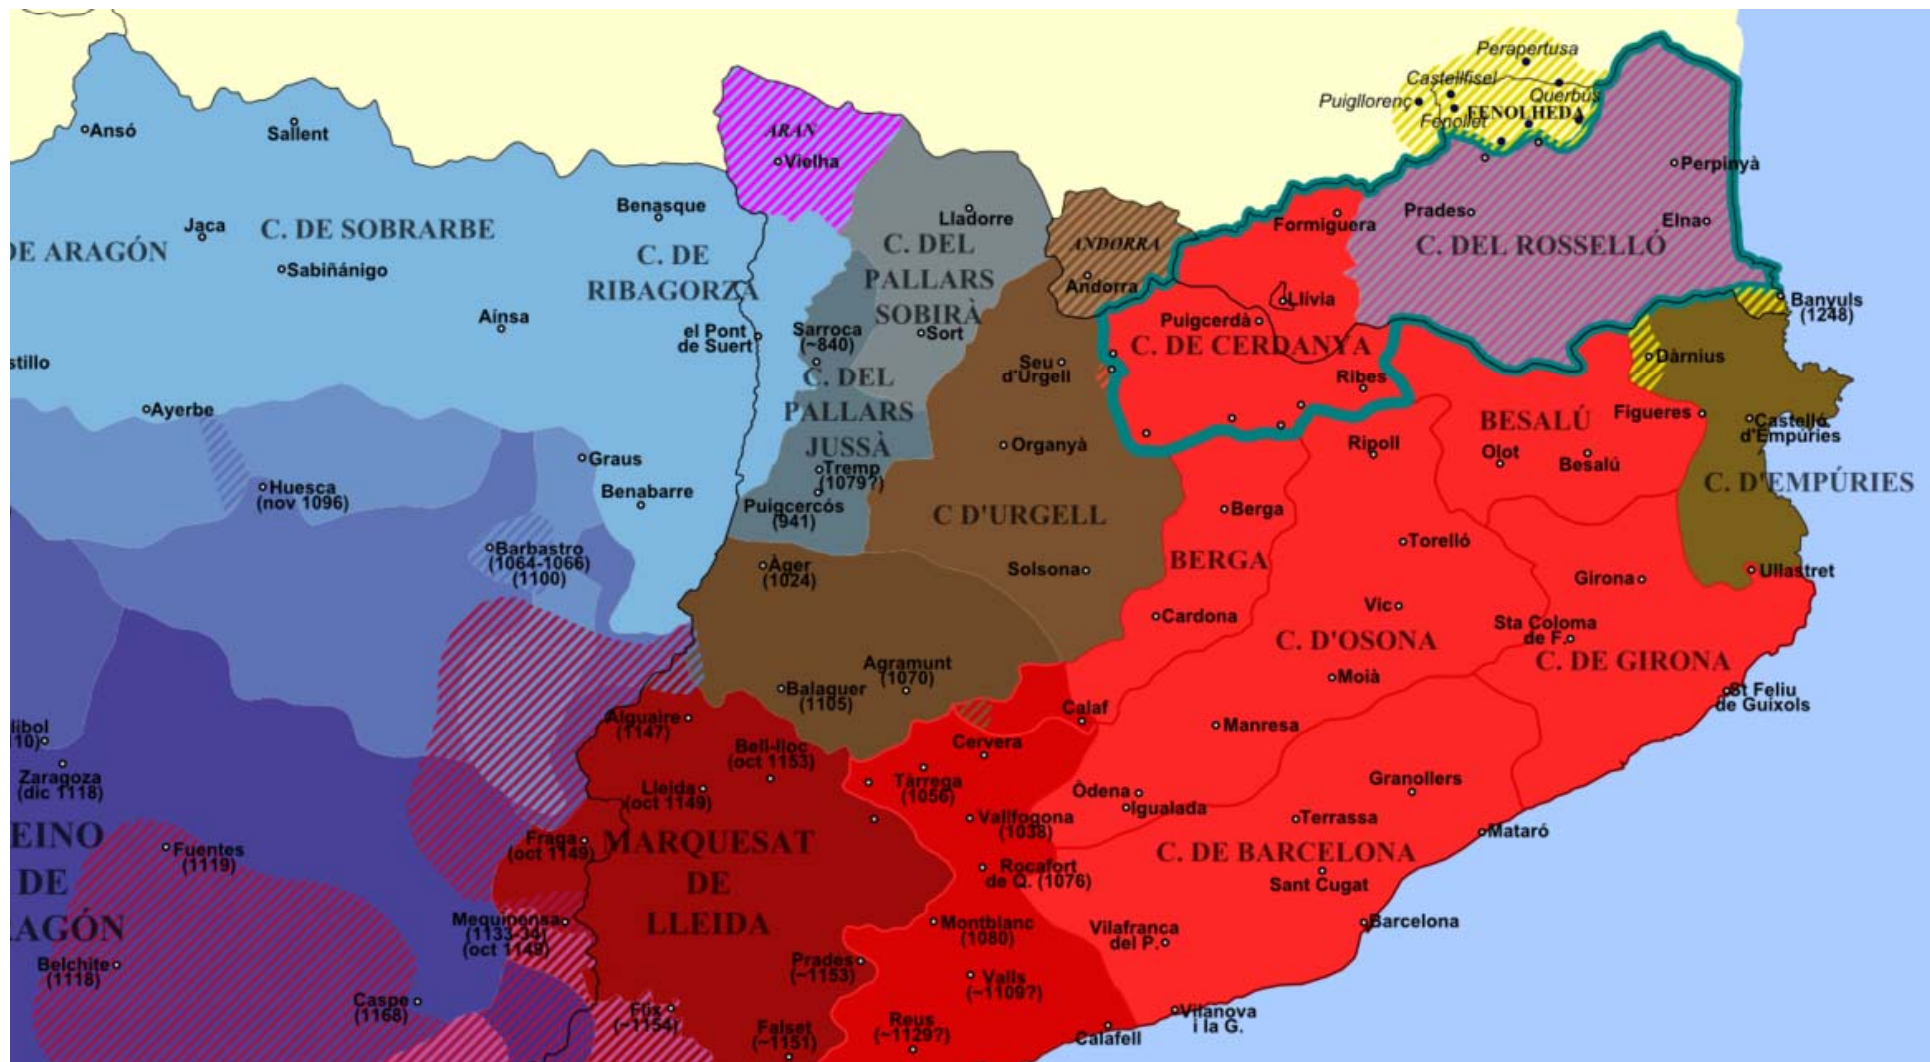 Perapertusa
Castellfisel
Puigllorenç
Querbús
Fenollet
FENOLHEDA
Ansó
Sallent
ARAN
Vielha
Perpinyà
Benasque
Lladorre
Prades
Elna
Formiguera
Jaca
C. DE SOBRARBE
DE ARAGÓN
C. DE
RIBAGORZA
C. DEL
PALLARS
SOBIRÀ
ANDORRA
Andorra
C. DEL ROSSELLÓ
Sabiñánigo
Llívia
Banyuls
(1248)
Aínsa
el Pont
de Suert
Sarroca
(~840)
Sort
Puigcerdà
C. DE CERDANYA
Seu
d'Urgell
Ribes
Dàrnius
stillo
C. DEL
PALLARS
JUSSÀ
Ayerbe
BESALÚ
Figueres
Castelló
d'Empúries
Organyà
Ripoll
Olot
Besalú
Graus
Tremp
(1079?)
Huesca
(nov 1096)
Benabarre
Puigcercós
(941)
C D'URGELL
Berga
C. D'EMPÚRIES
Barbastro
(1064-1066)
(1100)
Àger
(1024)
Solsona
BERGA
Torelló
Girona
Ullastret
Cardona
Vic
C. D'OSONA
Sta Coloma
de F.
C. DE GIRONA
Agramunt
(1070)
Balaguer
(1105)
Moià
St Feliu
de Guixols
Calaf
Alguaire
(1147)
Manresa
libol
10)
Cervera
Bell-lloc
(oct 1153)
Zaragoza
(dic 1118)
Lleida
(oct 1149)
Tàrrega
(1056)
Granollers
Òdena
Igualada
Vallfogona
(1038)
Terrassa
Mataró
EINO
DE
AGÓN
Fuentes
(1119)
Fraga
(oct 1149)
MARQUESAT
DE
LLEIDA
C. DE BARCELONA
Rocafort
de Q. (1076)
Sant Cugat
Mequinensa
(1133-34)
(oct 1149)
Montblanc
(1080)
Vilafranca
del P.
Barcelona
Belchite
(1118)
Prades
(~1153)
Valls
(~1109?)
Caspe
(1168)
Flix
(~1154)
Falset
(~1151)
Reus
(~1129?)
Vilanova
i la G.
Calafell